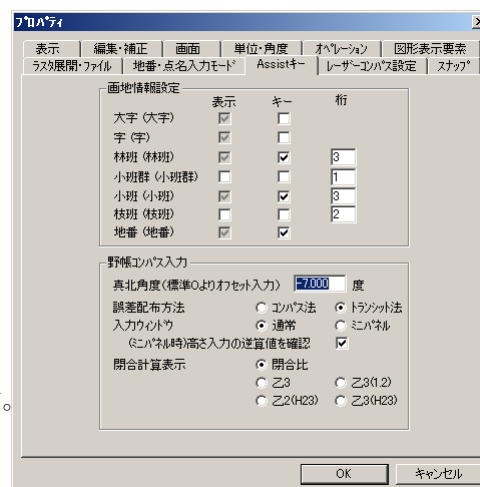 プロパティ
表示 編集・補正 画面 単位・角度 オペレーション 図形表示要素
ラスタ展開・ファイル 地番・点名入力モード Assistキー レーザーコンパス設定 スナップ
画地情報設定
表示 キー 桁
大字 (大字)
字 (字)
林班 (林班) 3
小班群 (小班群) 1
小班 (小班) 3
枝班 (枝班) 2
地番 (地番)
野帳コンパス入力
真北角度(標準0よりオフセット入力) -7.000 度
誤差配布方法 コンパス法 トランシット法
入力ウィンドウ 通常 ミニパネル
(ミニパネル時)高さ入力の逆算値を確認
閉合計算表示 閉合比
乙3 乙3(1.2)
乙2(H23) 乙3(H23)
。
OK キャンセル